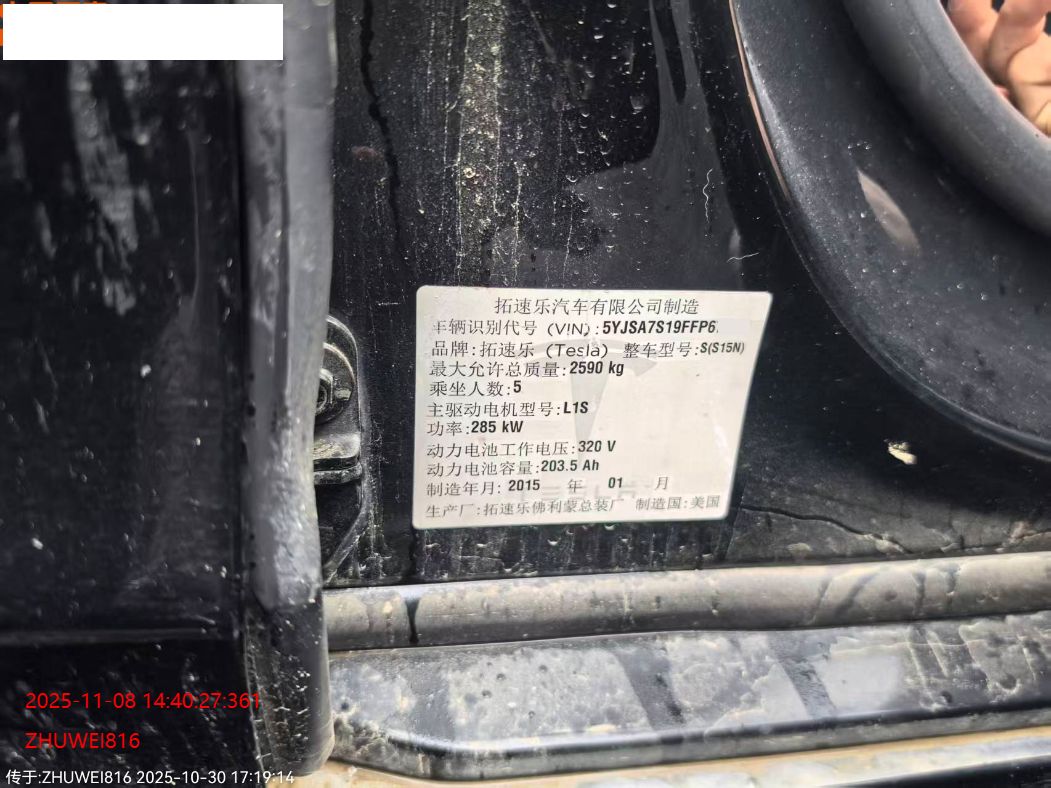 拓速乐汽车有限公司制造
车辆识别代号 (VIN): 5YJSA7S19FFP6
品牌:拓速乐 (Tesla) 整车型号:S(S15N)
最大允许总质量:2590 kg
乘坐人数:5
主驱动电机型号:L1S
功率:285 kW
动力电池工作电压:320 V
动力电池容量:203.5 Ah
制造年月: 2015 年 01 月
生产厂:拓速乐佛利蒙总装厂 制造国:美国
2025-11-08 14:40:27:361
ZHUWEI816
传于:ZHUWEI816 2025-10-30 17:19:14